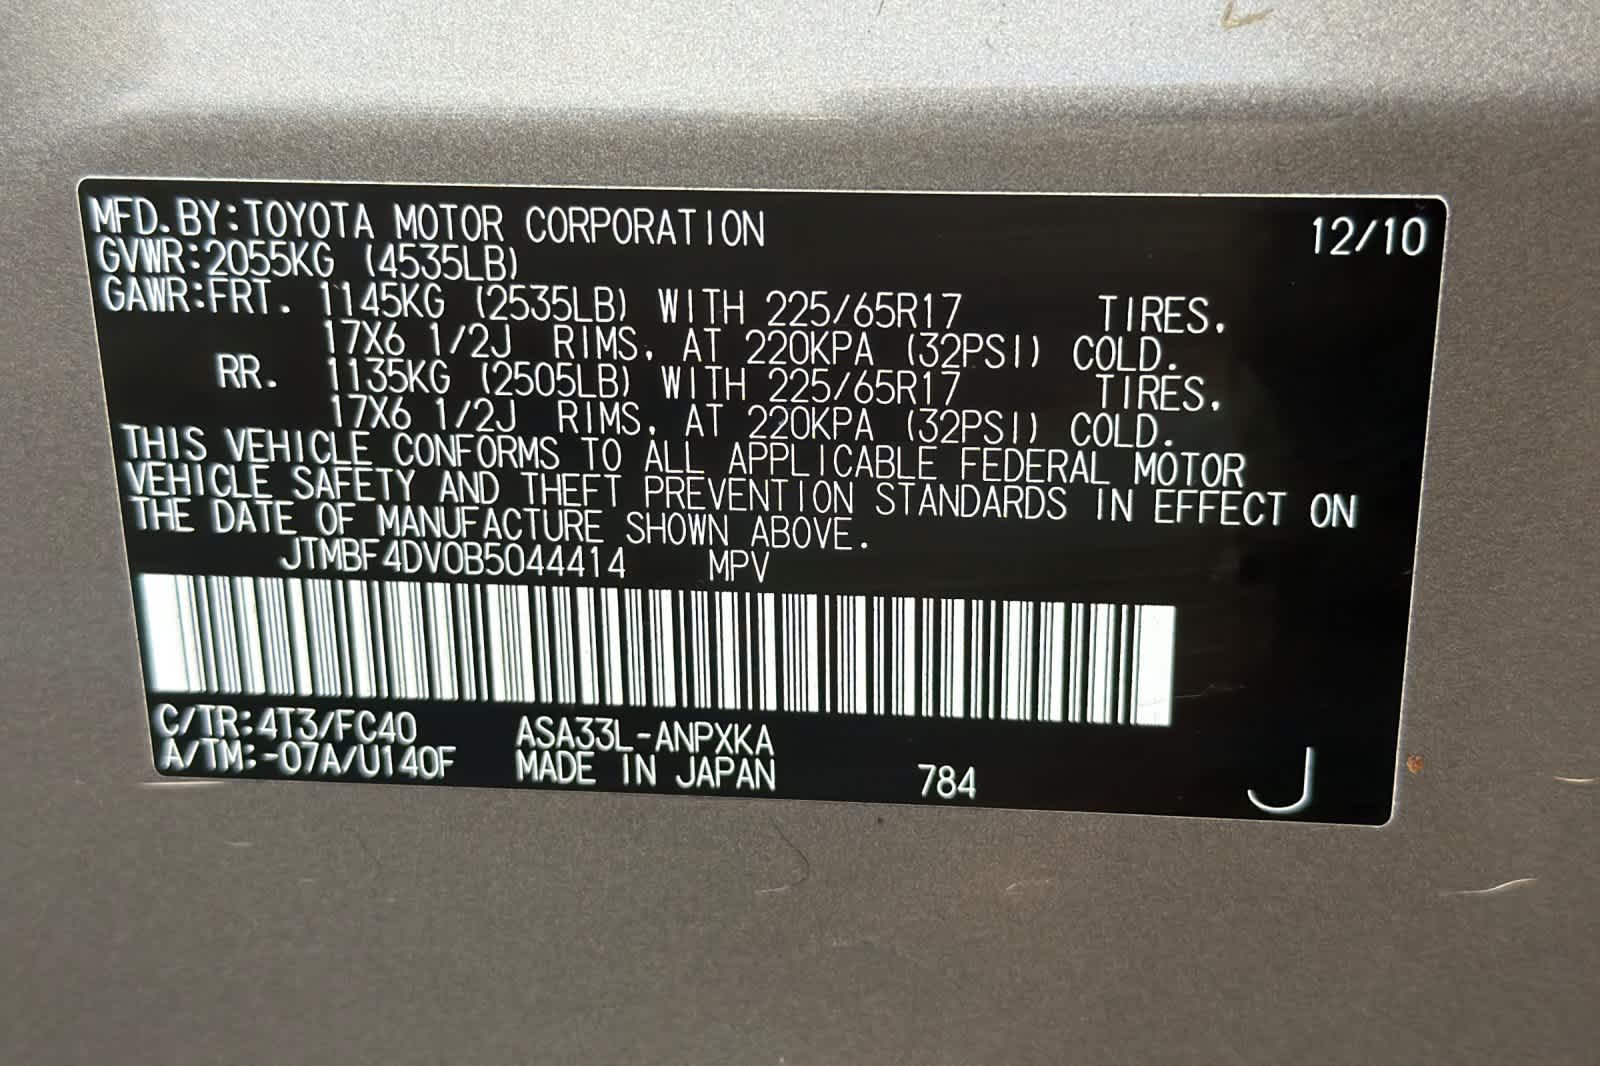 MFD.BY:TOYOTA MOTOR CORPORATION 12/10
GVWR:2055KG (4535LB)
GAWR:FRT. 1145KG (2535LB) WITH 225/65R17 TIRES,
17X6 1/2J RIMS, AT 220KPA (32PSI) COLD.
RR. 1135KG (2505LB) WITH 225/65R17 TIRES,
17X6 1/2J RIMS, AT 220KPA (32PSI) COLD.
THIS VEHICLE CONFORMS TO ALL APPLICABLE FEDERAL MOTOR
VEHICLE SAFETY AND THEFT PREVENTION STANDARDS IN EFFECT ON
THE DATE OF MANUFACTURE SHOWN ABOVE.
JTMBF4DV0B5044414 MPV
C/TR:4T3/FC40 ASA33L-ANPXKA
A/TM:-07A/U140F MADE IN JAPAN 784 J